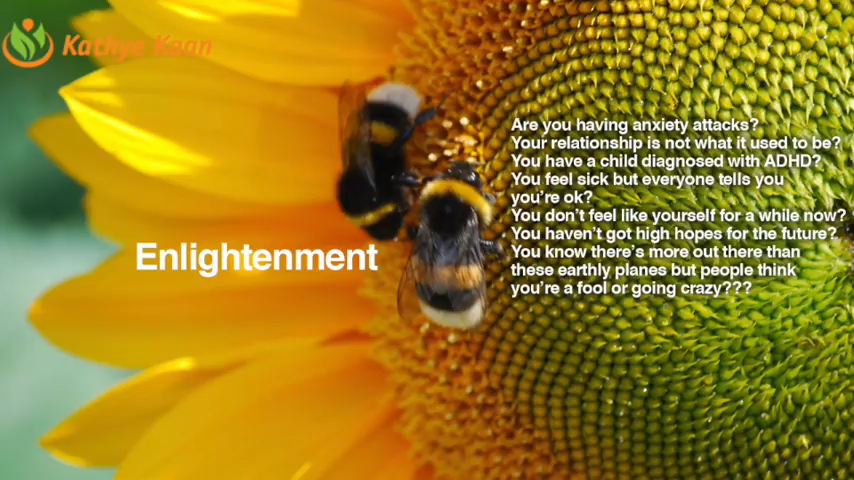 Kathye Kaan
Enlightenment
Are you having anxiety attacks?
Your relationship is not what it used to be?
You have a child diagnosed with ADHD?
You feel sick but everyone tells you
you're ok?
You don't feel like yourself for a while now?
You haven't got high hopes for the future?
You know there's more out there than
these earthly planes but people think
you're a fool or going crazy???